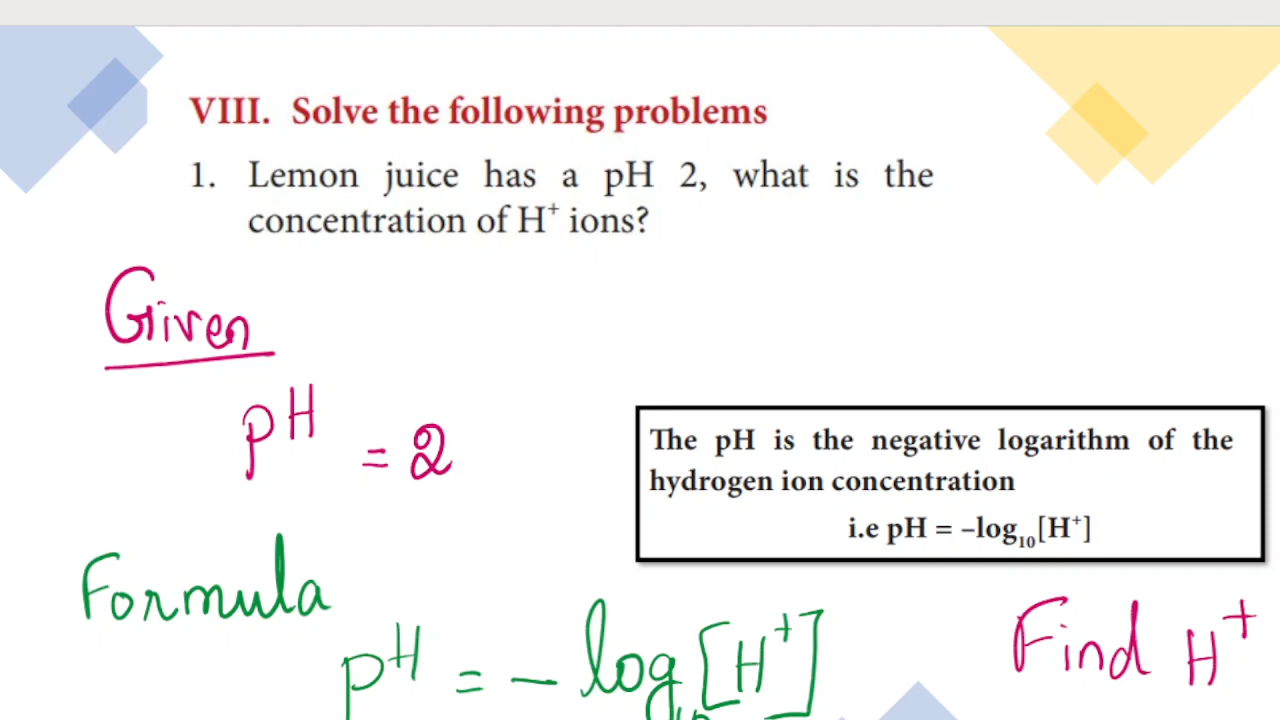 VIII. Solve the following problems
1. Lemon juice has a pH 2, what is the
concentration of H⁺ ions?
Given
pH = 2
The pH is the negative logarithm of the
hydrogen ion concentration
i.e pH = –log₁₀[H⁺]
Formula
pH = - log₁₀ [H⁺]
Find H⁺